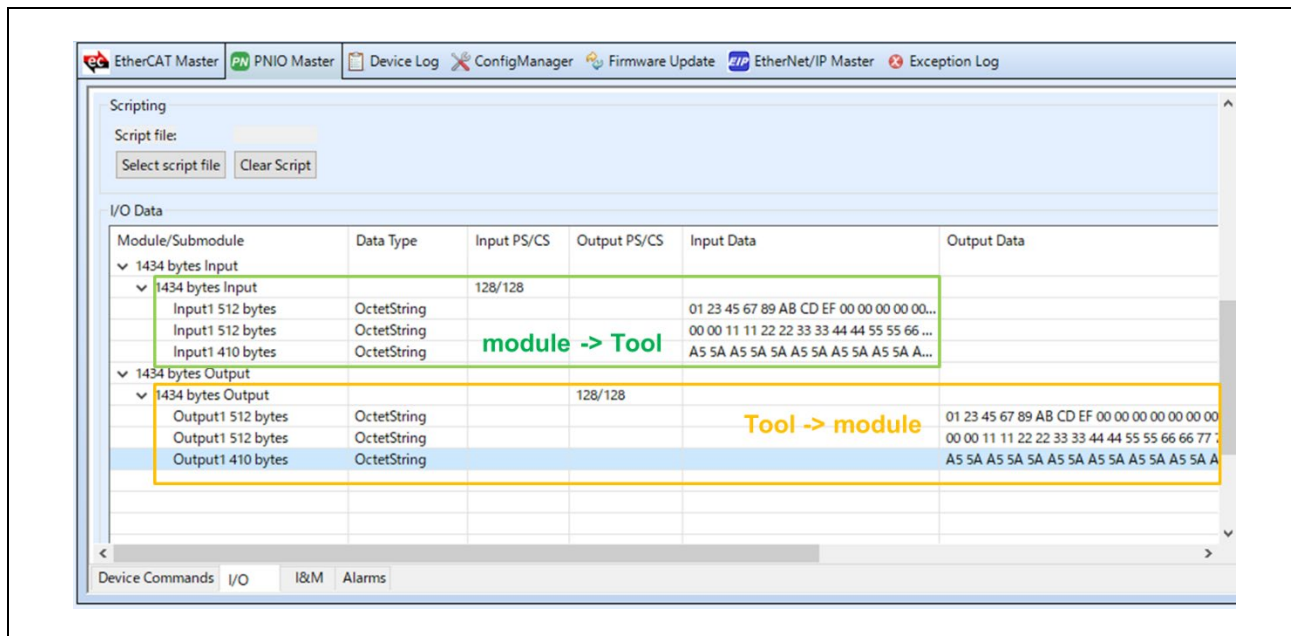 EtherCAT Master PNIO Master Device Log ConfigManager Firmware Update EtherNet/IP Master Exception Log
Scripting
Script file:
Select script file Clear Script
I/O Data
Module/Submodule Data Type Input PS/CS Output PS/CS Input Data Output Data
1434 bytes Input
1434 bytes Input 128/128
Input1 512 bytes OctetString 01 23 45 67 89 AB CD EF 00 00 00 00 00...
Input1 512 bytes OctetString 00 00 11 11 22 22 33 33 44 44 55 55 66 ...
module -> Tool
Input1 410 bytes OctetString A5 5A A5 5A 5A A5 5A A5 5A A5 5A A...
1434 bytes Output
1434 bytes Output 128/128
Output1 512 bytes OctetString 01 23 45 67 89 AB CD EF 00 00 00 00 00 00 00
Tool -> module
Output1 512 bytes OctetString 00 00 11 11 22 22 33 33 44 44 55 55 66 66 77 7
Output1 410 bytes OctetString A5 5A A5 5A 5A A5 5A A5 5A A5 5A A5 5A A
Device Commands I/O I&M Alarms